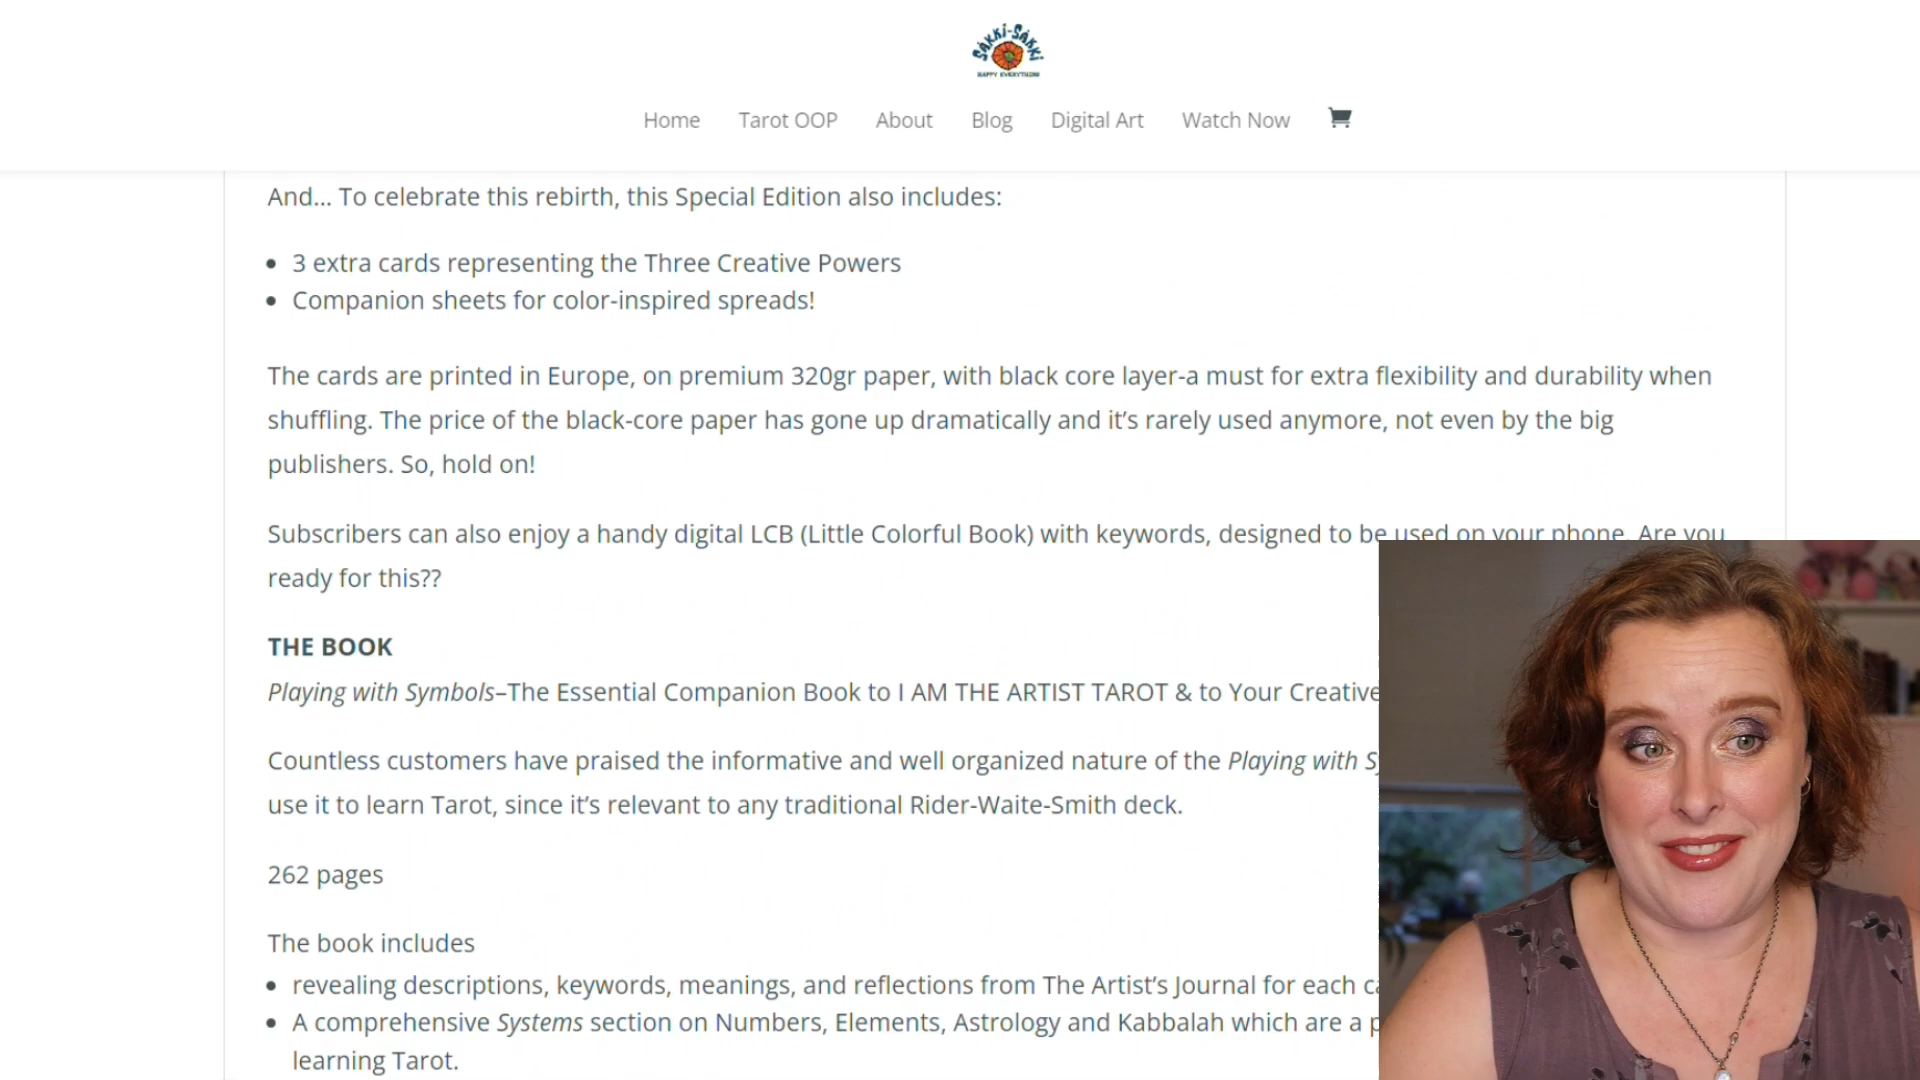 SAKKI-SAKKI
HAPPY EVERYTHING
Home Tarot OOP About Blog Digital Art Watch Now
And... To celebrate this rebirth, this Special Edition also includes:
• 3 extra cards representing the Three Creative Powers
• Companion sheets for color-inspired spreads!
The cards are printed in Europe, on premium 320gr paper, with black core layer-a must for extra flexibility and durability when
shuffling. The price of the black-core paper has gone up dramatically and it’s rarely used anymore, not even by the big
publishers. So, hold on!
Subscribers can also enjoy a handy digital LCB (Little Colorful Book) with keywords, designed to be used on your phone. Are you
ready for this??
THE BOOK
Playing with Symbols–The Essential Companion Book to I AM THE ARTIST TAROT & to Your Creative
Countless customers have praised the informative and well organized nature of the Playing with
use it to learn Tarot, since it’s relevant to any traditional Rider-Waite-Smith deck.
262 pages
The book includes
• revealing descriptions, keywords, meanings, and reflections from The Artist’s Journal for each
• A comprehensive Systems section on Numbers, Elements, Astrology and Kabbalah which are a
learning Tarot.